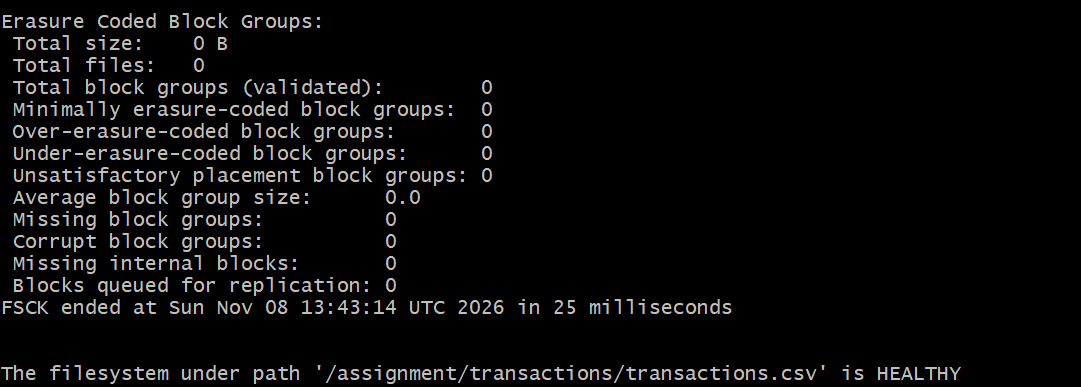 Erasure Coded Block Groups:
Total size: 0 B
Total files: 0
Total block groups (validated): 0
Minimally erasure-coded block groups: 0
Over-erasure-coded block groups: 0
Under-erasure-coded block groups: 0
Unsatisfactory placement block groups: 0
Average block group size: 0.0
Missing block groups: 0
Corrupt block groups: 0
Missing internal blocks: 0
Blocks queued for replication: 0
FSCK ended at Sun Nov 08 13:43:14 UTC 2026 in 25 milliseconds
The filesystem under path '/assignment/transactions/transactions.csv' is HEALTHY